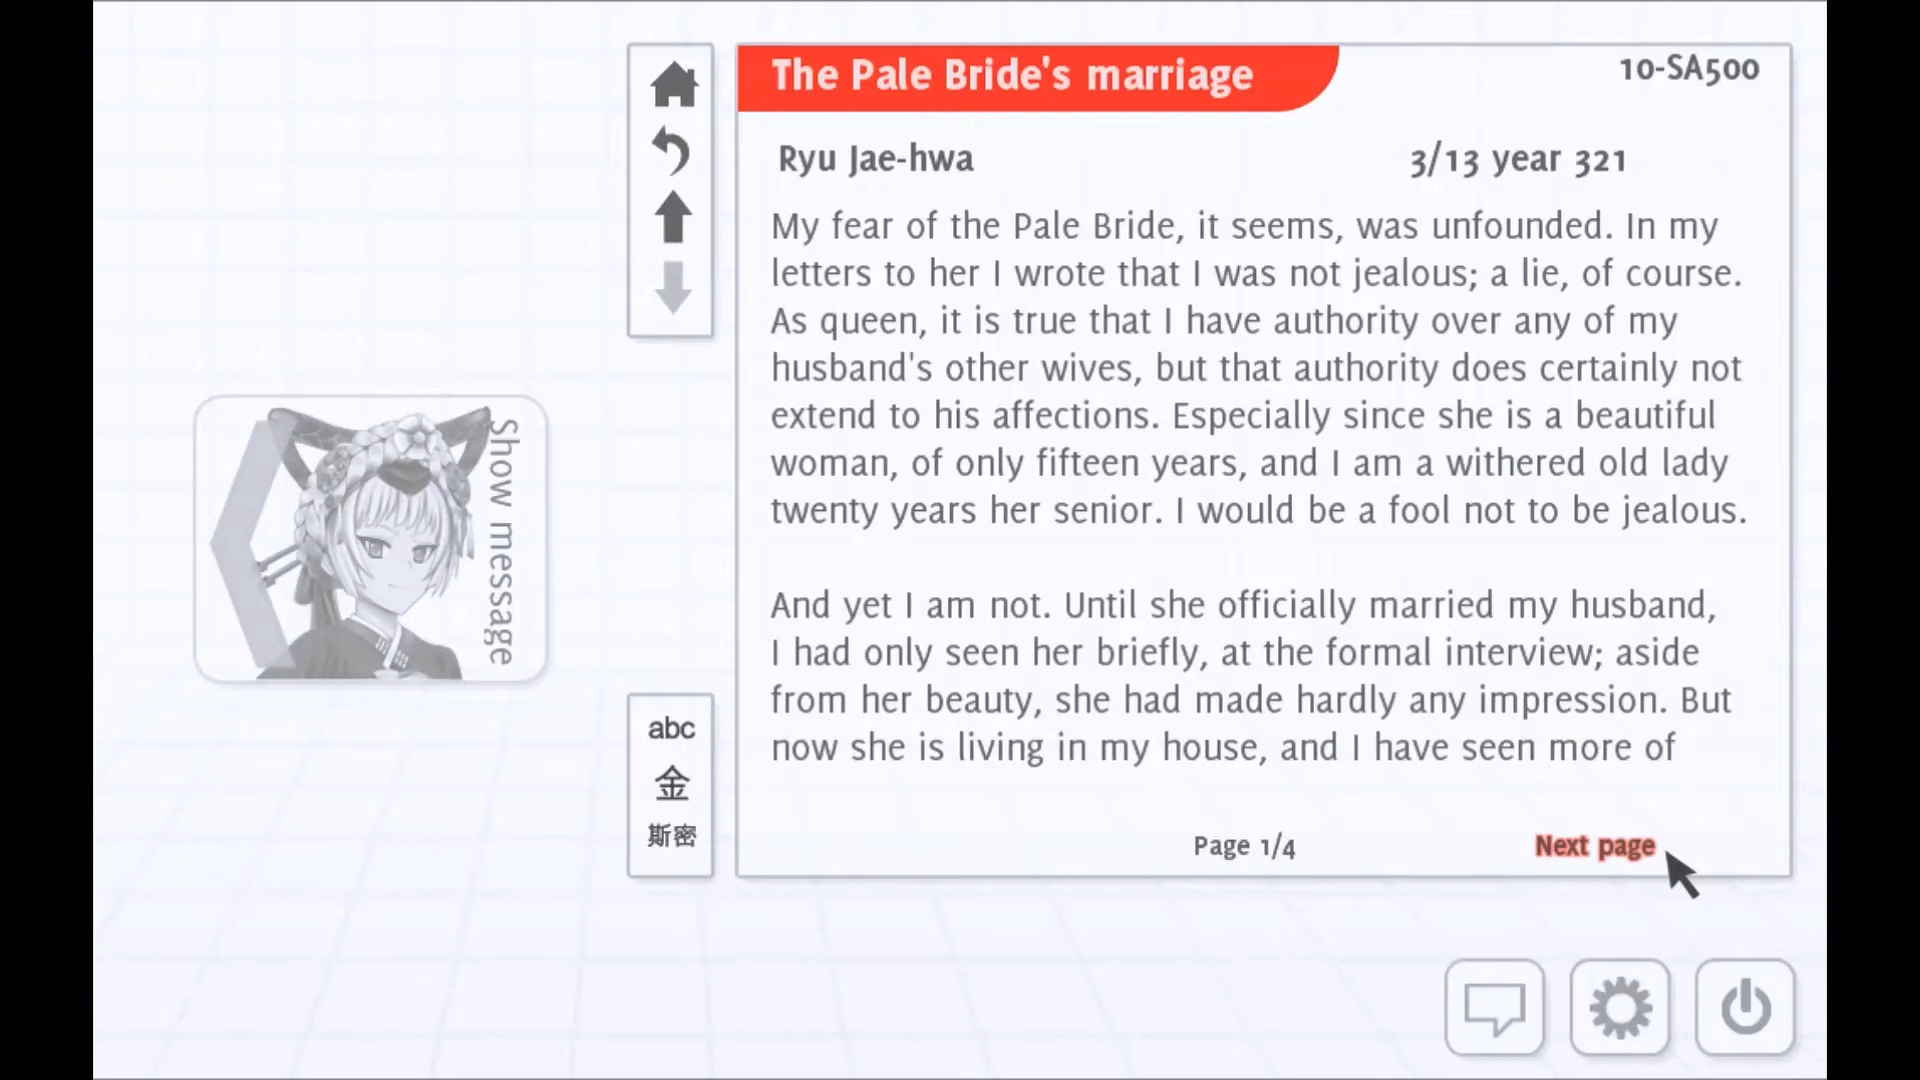 The Pale Bride's marriage
10-SA500
Ryu Jae-hwa
3/13 year 321
My fear of the Pale Bride, it seems, was unfounded. In my
letters to her I wrote that I was not jealous; a lie, of course.
As queen, it is true that I have authority over any of my
husband's other wives, but that authority does certainly not
extend to his affections. Especially since she is a beautiful
woman, of only fifteen years, and I am a withered old lady
twenty years her senior. I would be a fool not to be jealous.
And yet I am not. Until she officially married my husband,
I had only seen her briefly, at the formal interview; aside
from her beauty, she had made hardly any impression. But
now she is living in my house, and I have seen more of
Page 1/4
Next page
Show message
abc
金
斯密